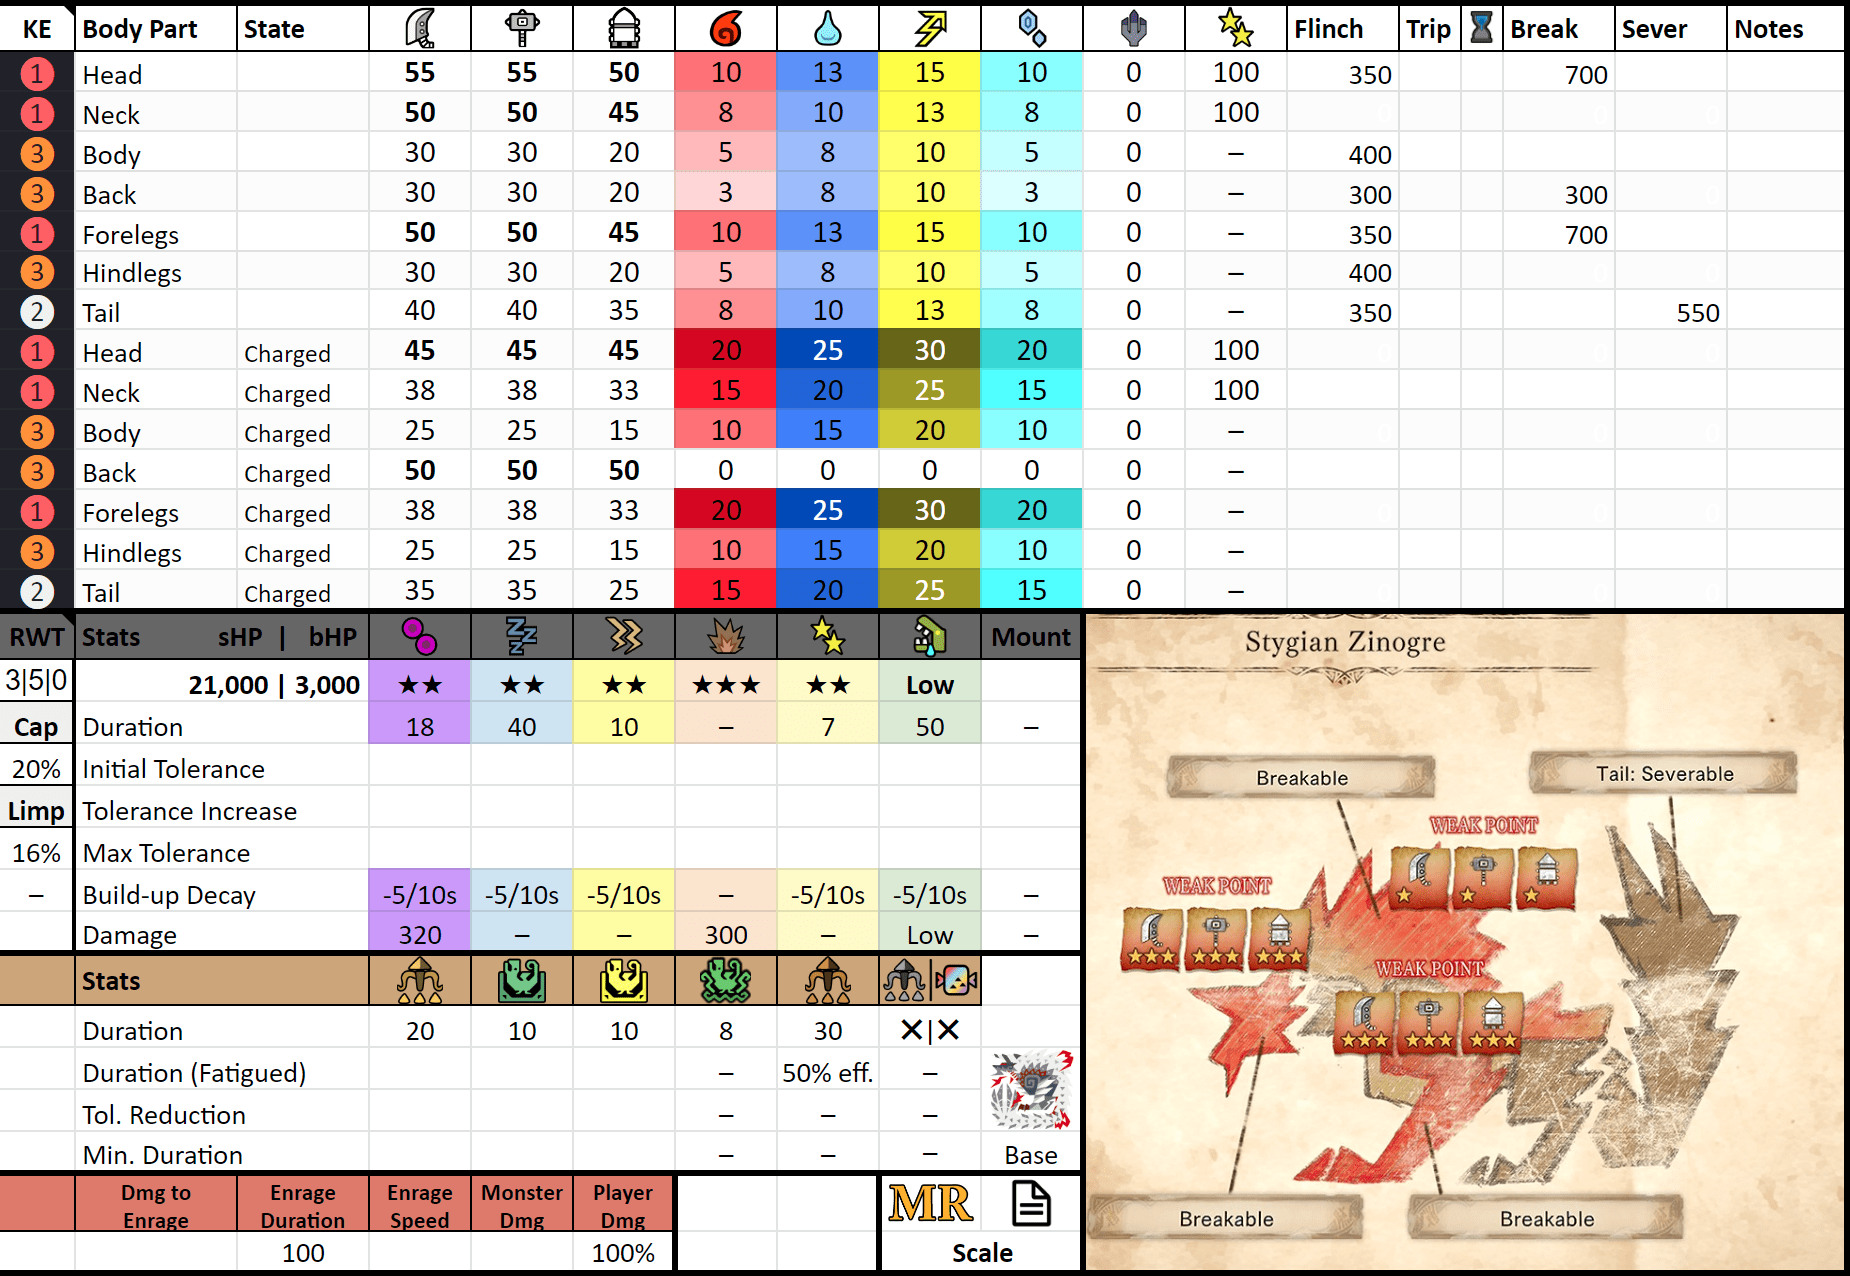 KE Body Part State Flinch Trip Break Sever Notes
1 Head 55 55 50 10 13 15 10 0 100 350 700
1 Neck 50 50 45 8 10 13 8 0 100
3 Body 30 30 20 5 8 10 5 0 – 400
3 Back 30 30 20 3 8 10 3 0 – 300 300
1 Forelegs 50 50 45 10 13 15 10 0 – 350 700
3 Hindlegs 30 30 20 5 8 10 5 0 – 400
2 Tail 40 40 35 8 10 13 8 0 – 350 550
1 Head Charged 45 45 45 20 25 30 20 0 100
1 Neck Charged 38 38 33 15 20 25 15 0 100
3 Body Charged 25 25 15 10 15 20 10 0 –
3 Back Charged 50 50 50 0 0 0 0 0 –
1 Forelegs Charged 38 38 33 20 25 30 20 0 –
3 Hindlegs Charged 25 25 15 10 15 20 10 0 –
2 Tail Charged 35 35 25 15 20 25 15 0 –
RWT Stats sHP | bHP Mount
3|5|0 21,000 | 3,000 ★★ ★★ ★★ ★★★ ★★ Low
Cap Duration 18 40 10 – 7 50 –
20% Initial Tolerance
Limp Tolerance Increase
16% Max Tolerance
– Build-up Decay -5/10s -5/10s -5/10s – -5/10s -5/10s –
Damage 320 – – 300 – Low –
Stats
Duration 20 10 10 8 30 ✕|✕
Duration (Fatigued) – 50% eff. –
Tol. Reduction – – –
Min. Duration – – – Base
Dmg to Enrage Enrage Duration Enrage Speed Monster Dmg Player Dmg MR
100 100% Scale
Stygian Zinogre
Breakable
Tail: Severable
WEAK POINT
WEAK POINT
WEAK POINT
Breakable
Breakable